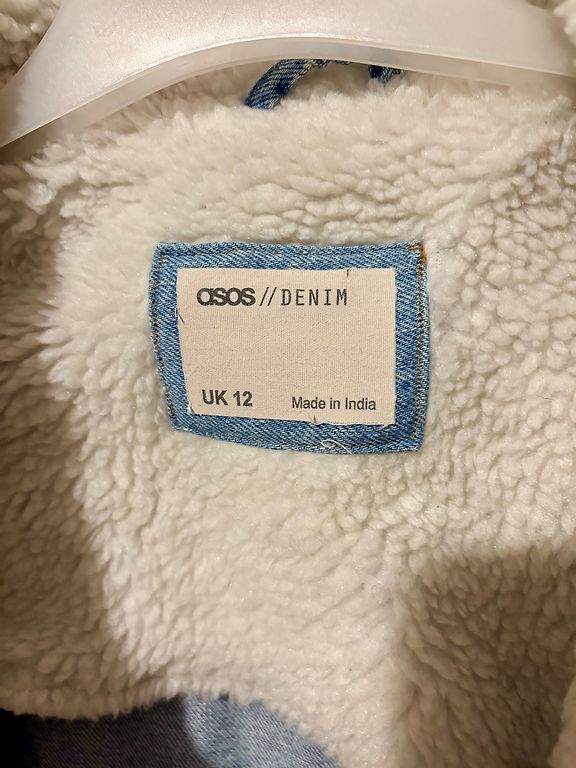 asos // DENIM
UK 12
Made in India